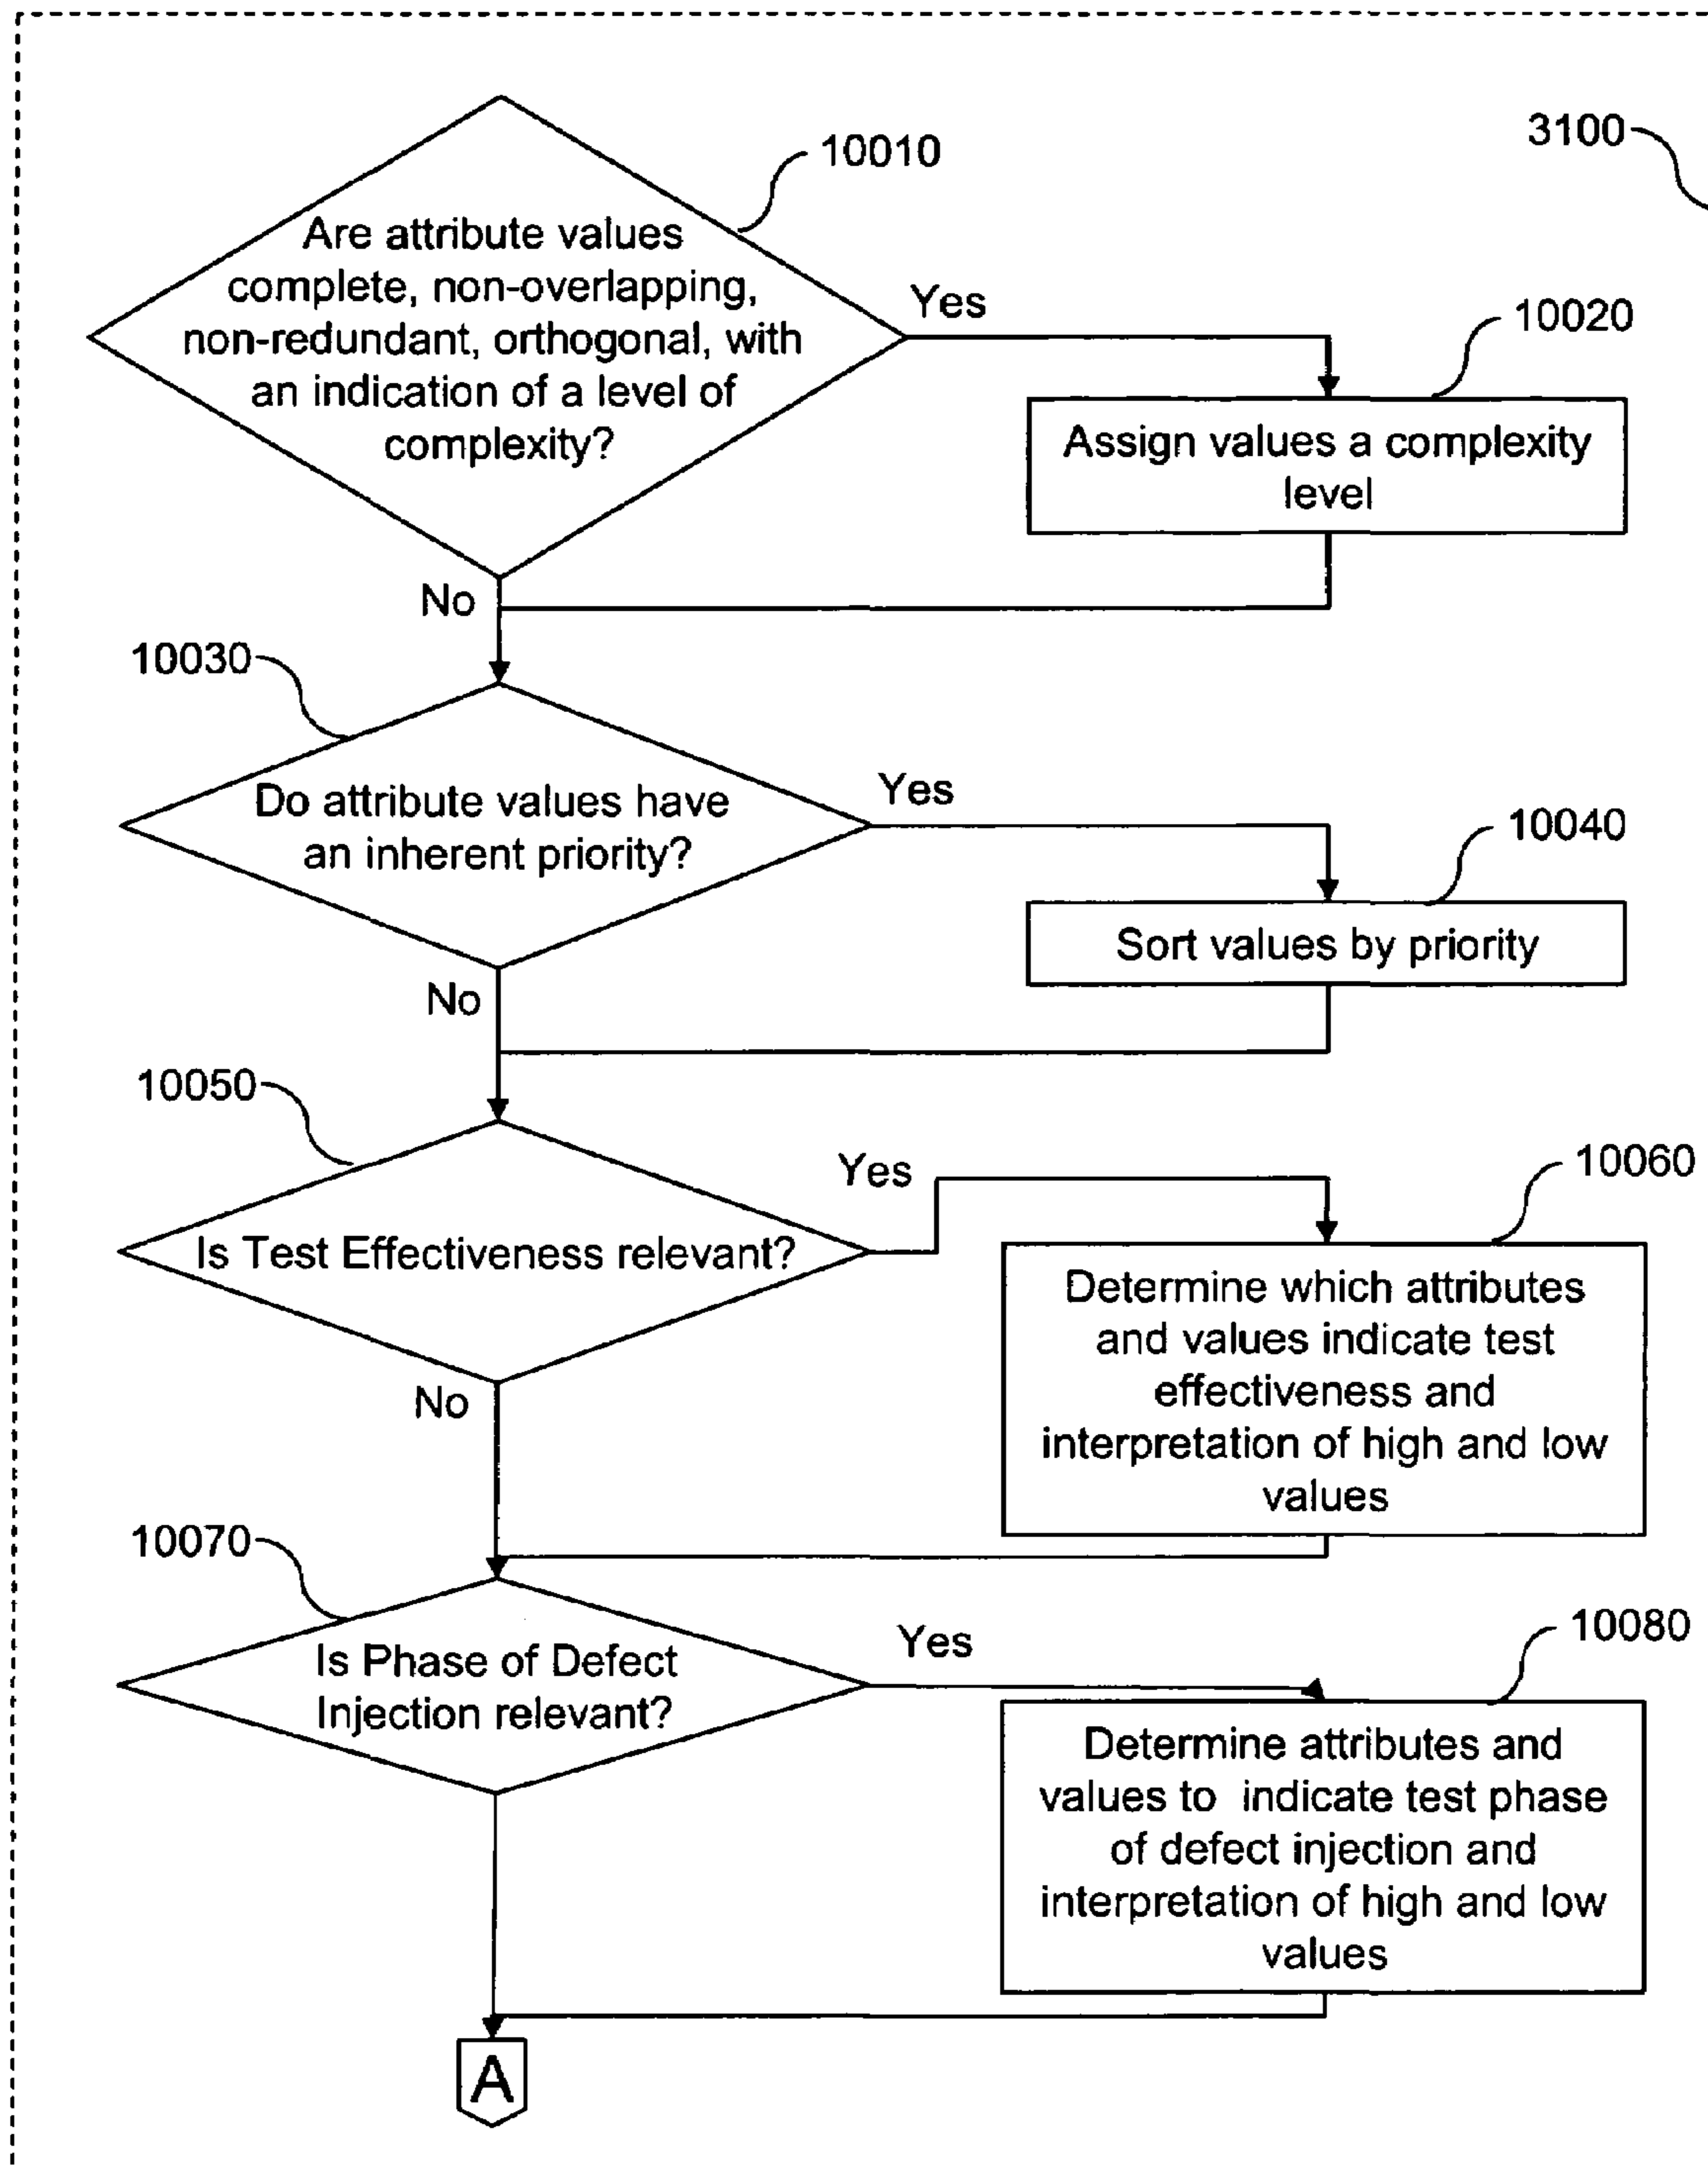 3100
10010
Are attribute values
complete, non-overlapping,
non-redundant, orthogonal, with
an indication of a level of
complexity?
Yes
10020
Assign values a complexity
level
No
10030
Do attribute values have
an inherent priority?
Yes
10040
Sort values by priority
No
10050
Is Test Effectiveness relevant?
Yes
10060
Determine which attributes
and values indicate test
effectiveness and
interpretation of high and low
values
No
10070
Is Phase of Defect
Injection relevant?
Yes
10080
Determine attributes and
values to indicate test phase
of defect injection and
interpretation of high and low
values
A